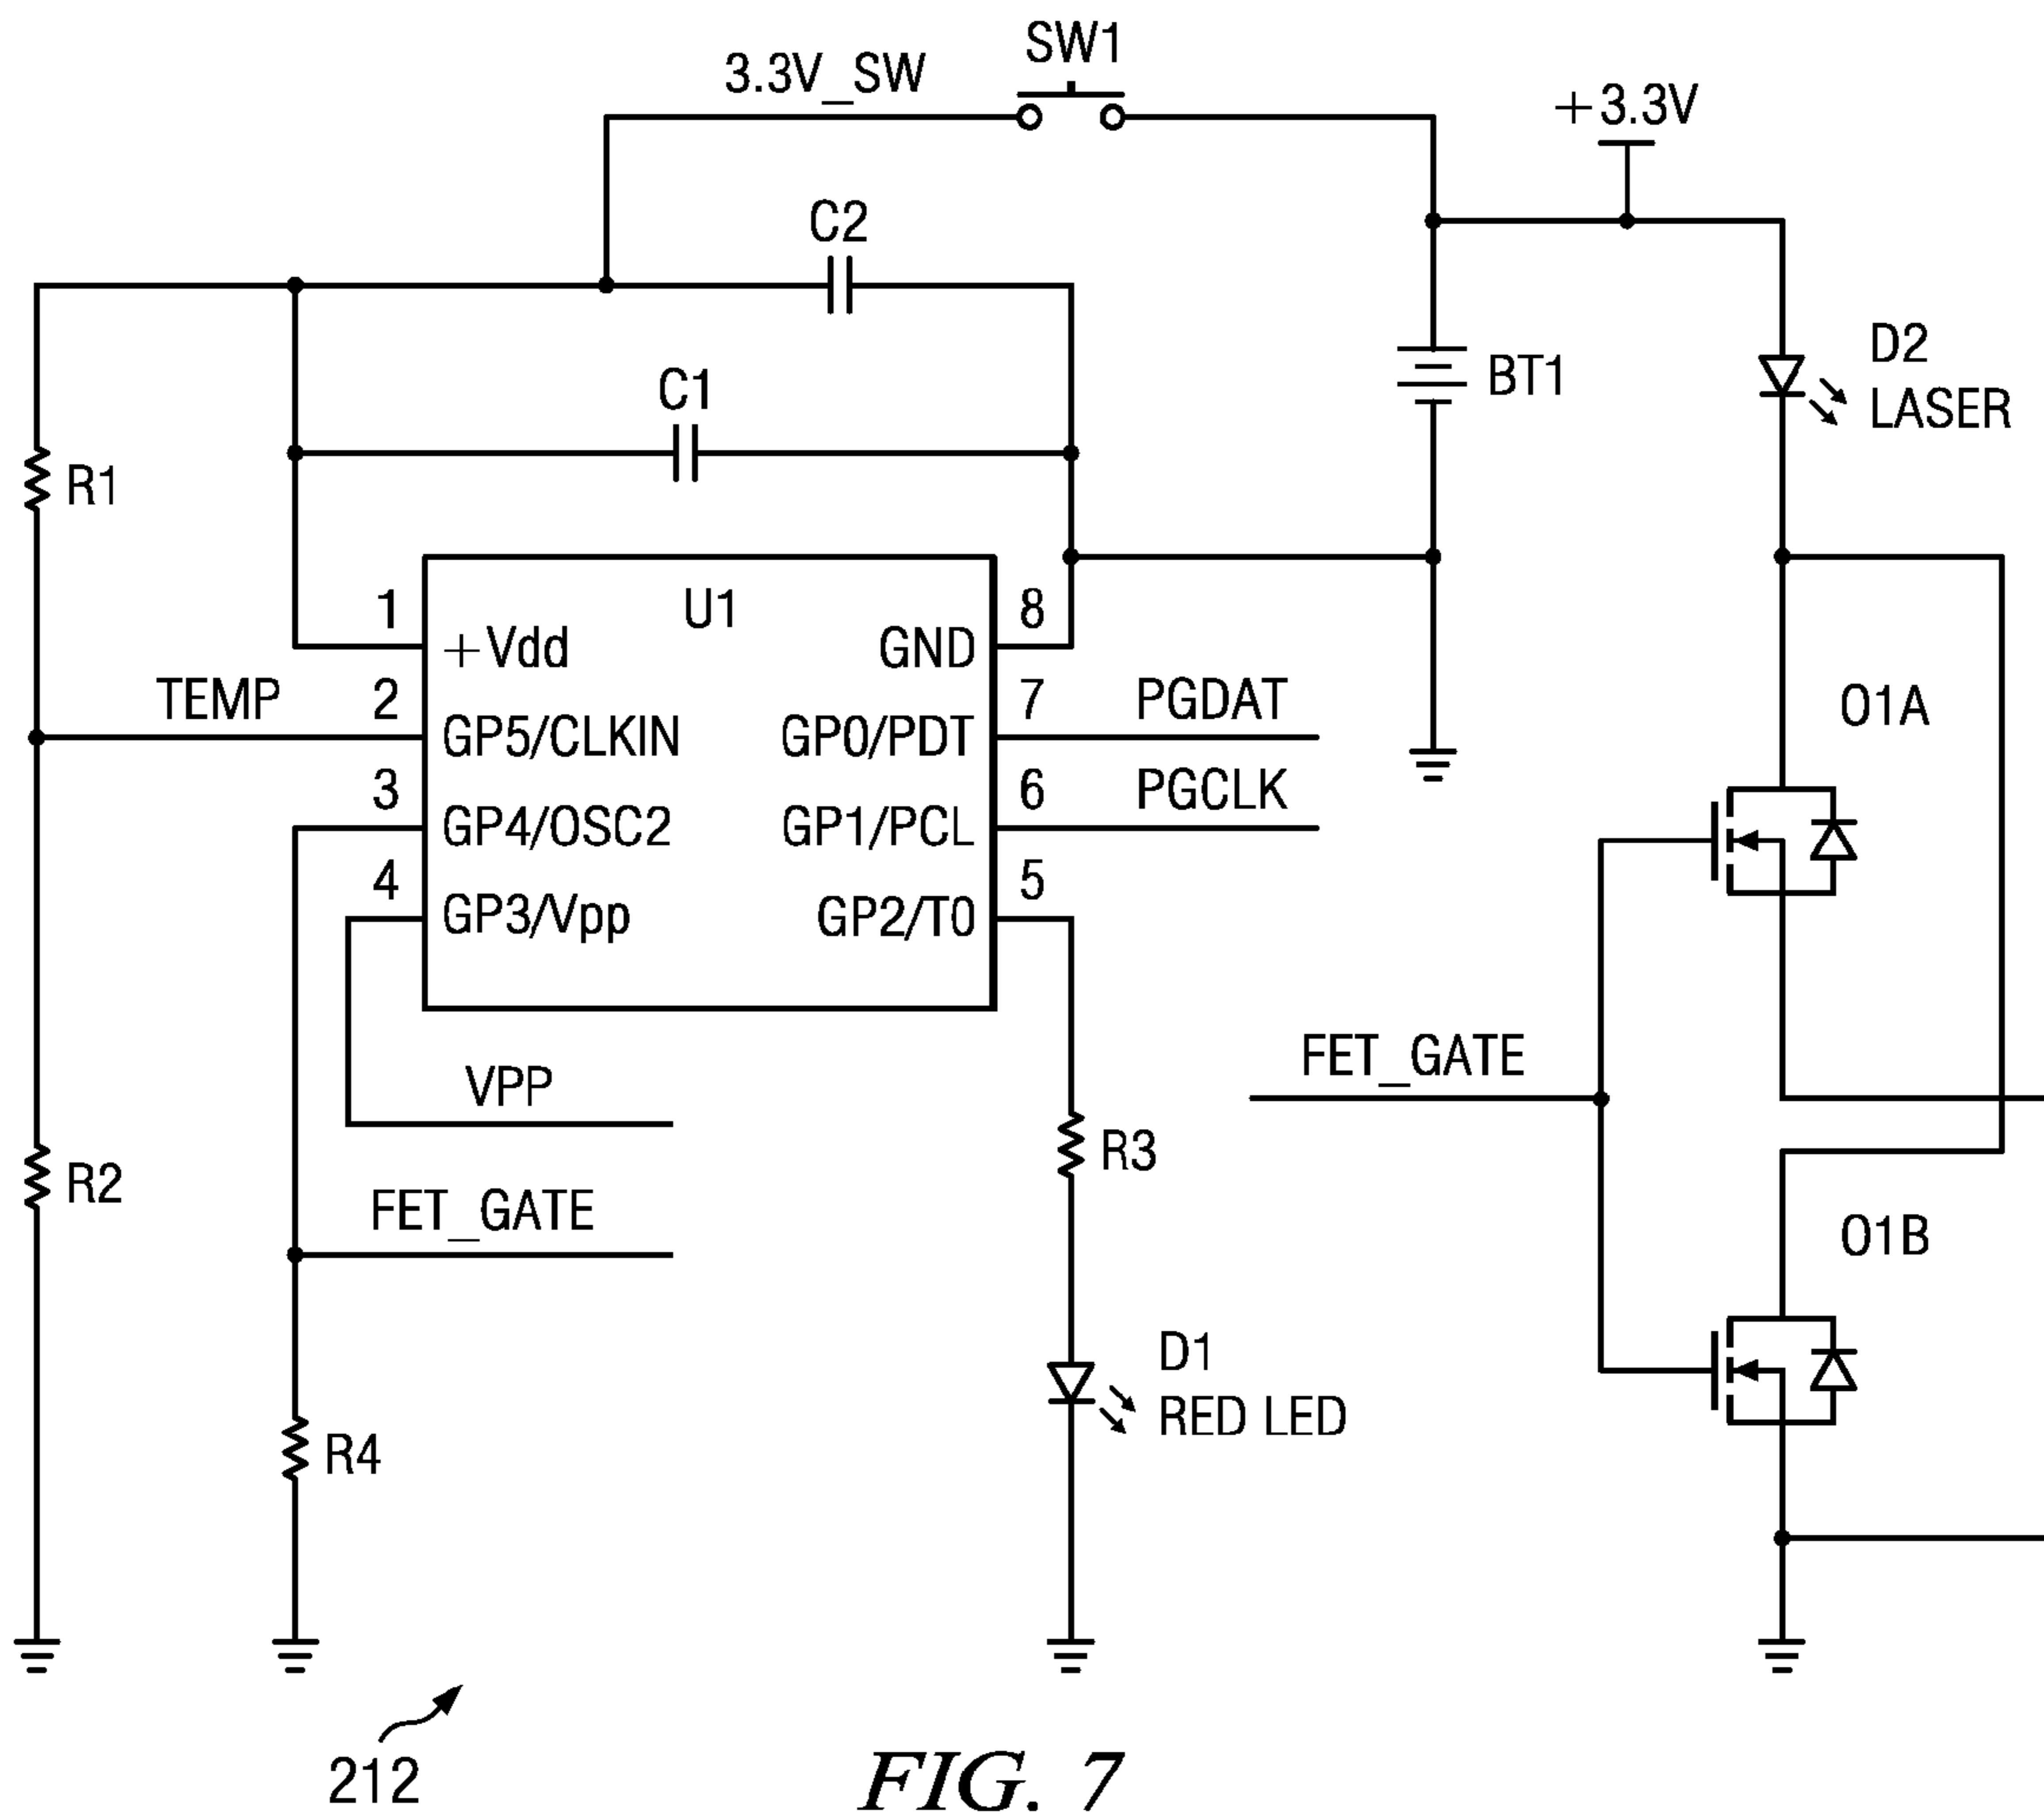 SW1
3.3V_SW
+3.3V
C2
D2
LASER
BT1
C1
R1
U1
1
+Vdd
8
GND
TEMP
2
GP5/CLKIN
7
GP0/PDT
PGDAT
3
GP4/OSC2
6
GP1/PCL
PGCLK
4
GP3/Vpp
5
GP2/T0
O1A
FET_GATE
VPP
R3
R2
FET_GATE
O1B
D1
RED LED
R4
212
FIG. 7